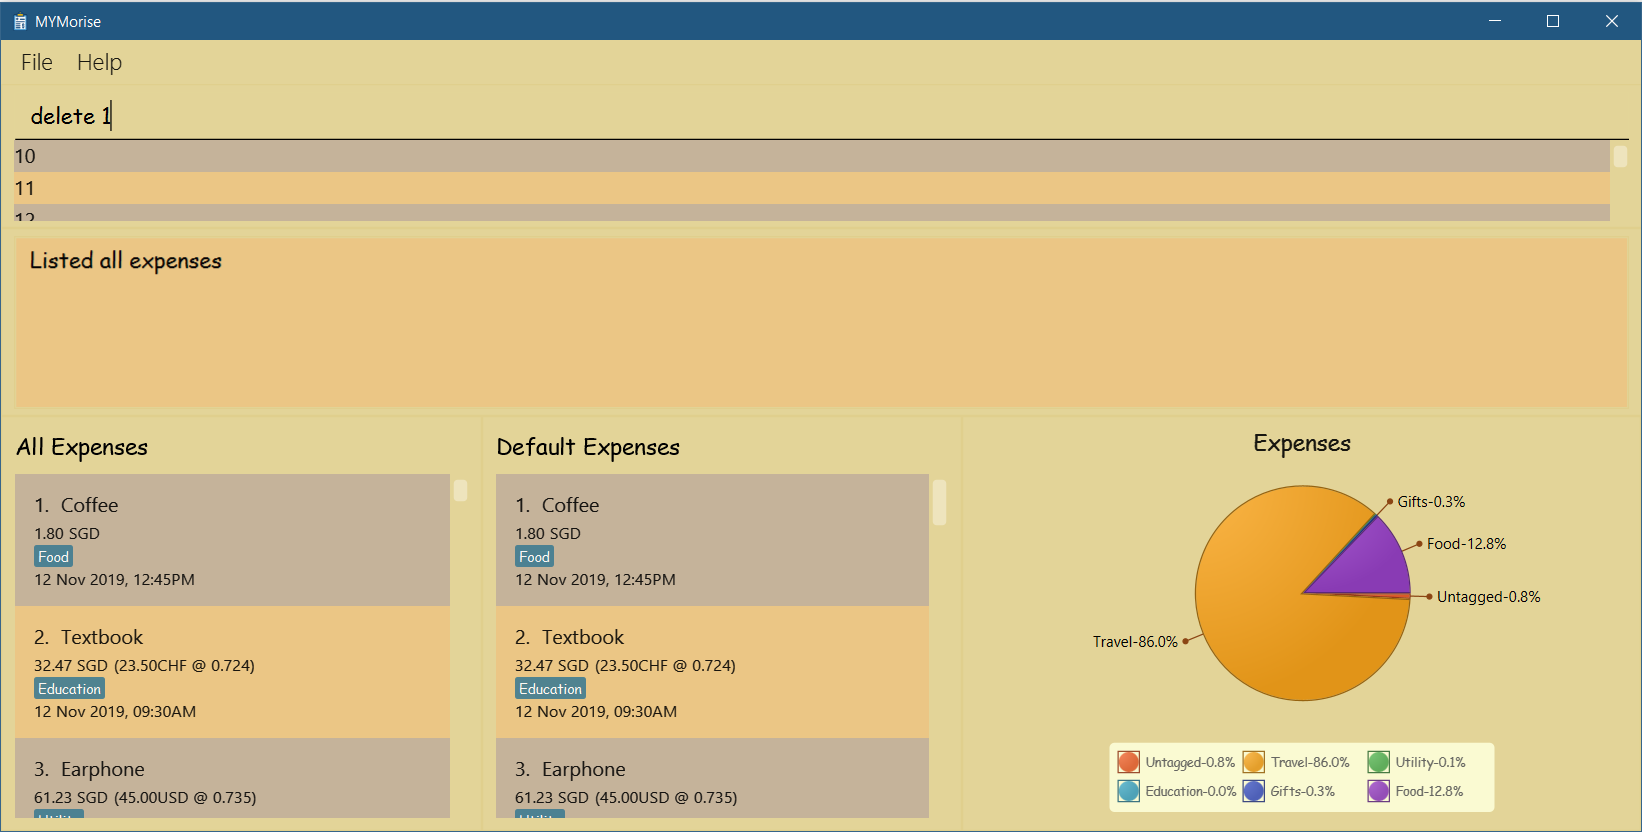 MYMorise
File Help
delete 1
10
11
12
Listed all expenses
All Expenses
1. Coffee
1.80 SGD
Food
12 Nov 2019, 12:45PM
2. Textbook
32.47 SGD (23.50CHF @ 0.724)
Education
12 Nov 2019, 09:30AM
3. Earphone
61.23 SGD (45.00USD @ 0.735)
Utility
Default Expenses
1. Coffee
1.80 SGD
Food
12 Nov 2019, 12:45PM
2. Textbook
32.47 SGD (23.50CHF @ 0.724)
Education
12 Nov 2019, 09:30AM
3. Earphone
61.23 SGD (45.00USD @ 0.735)
Utility
Expenses
Gifts-0.3%
Food-12.8%
Untagged-0.8%
Travel-86.0%
Untagged-0.8% Travel-86.0% Utility-0.1%
Education-0.0% Gifts-0.3% Food-12.8%